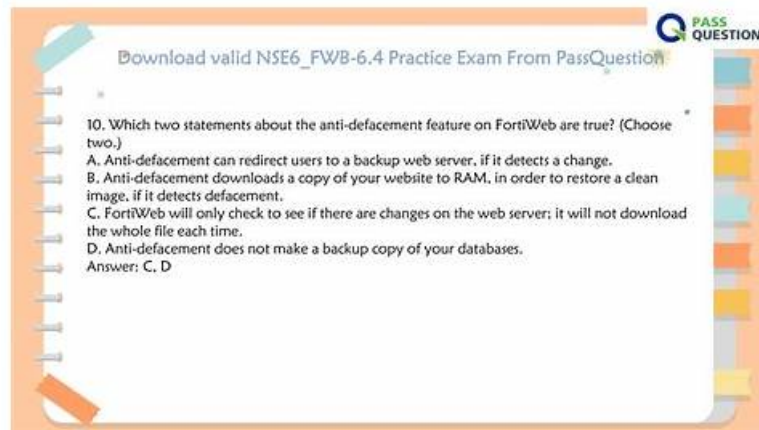 PASS
QUESTION
Download valid NSE6_FWB-6.4 Practice Exam From PassQuestion
10. Which two statements about the anti-defacement feature on FortiWeb are true? (Choose
two.)
A. Anti-defacement can redirect users to a backup web server, if it detects a change.
B. Anti-defacement downloads a copy of your website to RAM, in order to restore a clean
image, if it detects defacement.
C. FortiWeb will only check to see if there are changes on the web server; it will not download
the whole file each time.
D. Anti-defacement does not make a backup copy of your databases.
Answer: C, D